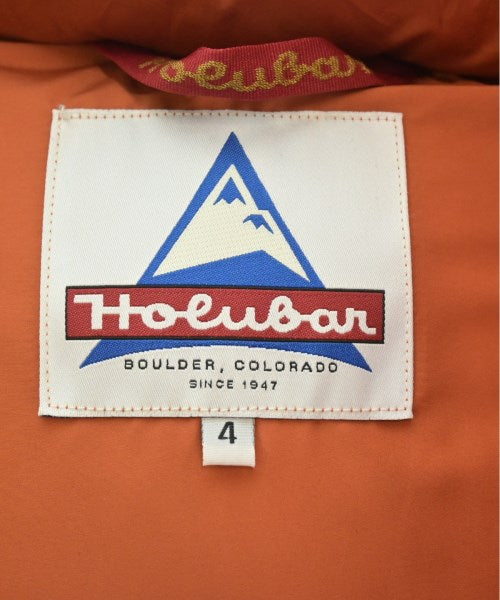 Holubar
Holubar
BOULDER, COLORADO
SINCE 1947
4